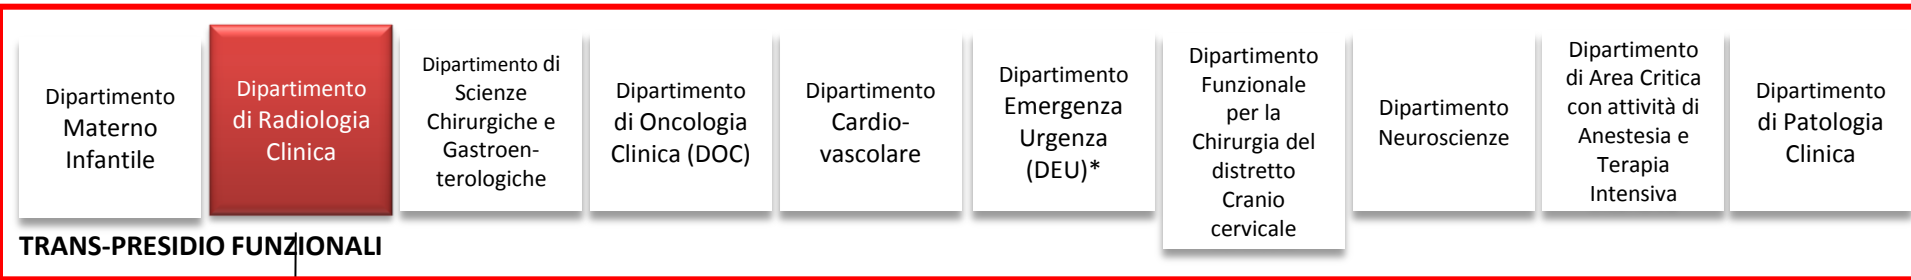 Dipartimento
Materno
Infantile
Dipartimento
di Radiologia
Clinica
Dipartimento di
Scienze
Chirurgiche e
Gastroen-
terologiche
Dipartimento
di Oncologia
Clinica (DOC)
Dipartimento
Cardio-
vascolare
Dipartimento
Emergenza
Urgenza
(DEU)*
Dipartimento
Funzionale
per la
Chirurgia del
distretto
Cranio
cervicale
Dipartimento
Neuroscienze
Dipartimento
di Area Critica
con attività di
Anestesia e
Terapia
Intensiva
Dipartimento
di Patologia
Clinica
TRANS-PRESIDIO FUNZIONALI